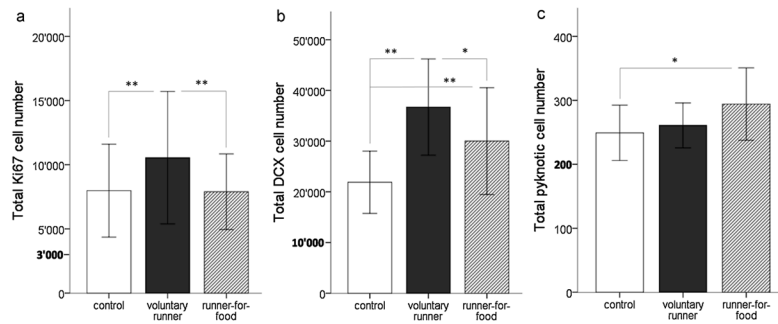 a
Total Ki67 cell number
20'000
15'000
10'000
5'000
3'000
0
**
**
control
voluntary
runner
runner-for-
food
b
Total DCX cell number
50'000
40'000
30'000
20'000
10'000
0
**
*
**
control
voluntary
runner
runner-for-
food
c
Total pyknotic cell number
400
300
200
100
0
*
control
voluntary
runner
runner-for-
food